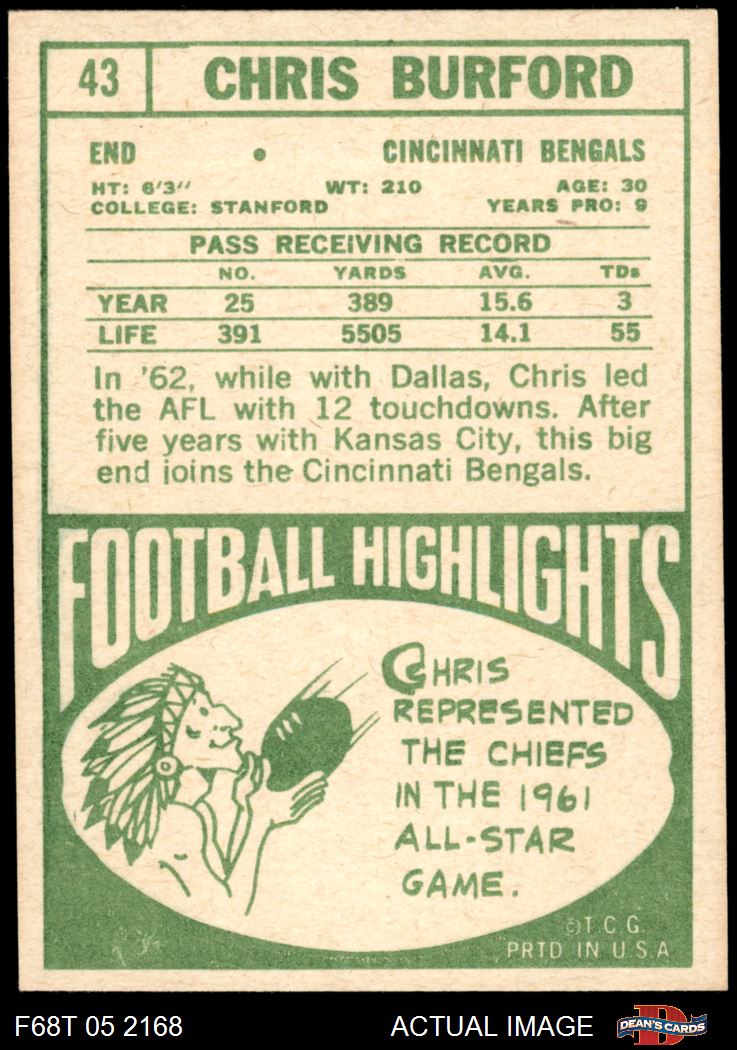 43 CHRIS BURFORD
END • CINCINNATI BENGALS
HT: 6'3" WT: 210 AGE: 30
COLLEGE: STANFORD YEARS PRO: 9
PASS RECEIVING RECORD
NO. YARDS AVG. TDs
YEAR 25 389 15.6 3
LIFE 391 5505 14.1 55
In '62, while with Dallas, Chris led
the AFL with 12 touchdowns. After
five years with Kansas City, this big
end joins the Cincinnati Bengals.
FOOTBALL HIGHLIGHTS
CHRIS
REPRESENTED
THE CHIEFS
IN THE 1961
ALL-STAR
GAME.
©T.C.G.
PRTD IN U.S.A
F68T 05 2168 ACTUAL IMAGE D DEAN'S CARDS